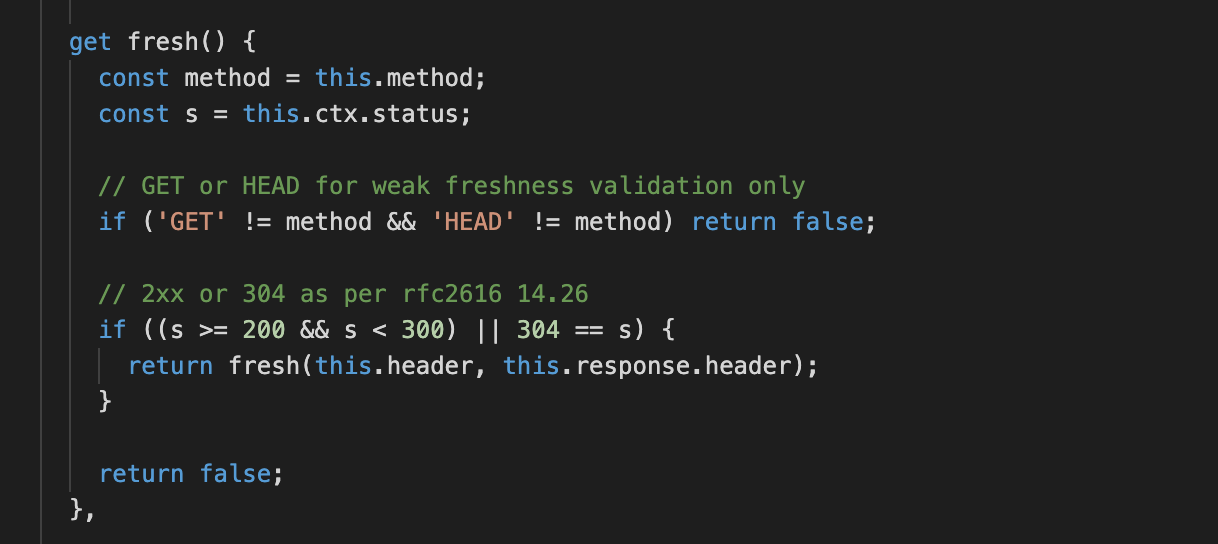 get fresh() {
const method = this.method;
const s = this.ctx.status;
// GET or HEAD for weak freshness validation only
if ('GET' != method && 'HEAD' != method) return false;
// 2xx or 304 as per rfc2616 14.26
if ((s >= 200 && s < 300) || 304 == s) {
return fresh(this.header, this.response.header);
}
return false;
},